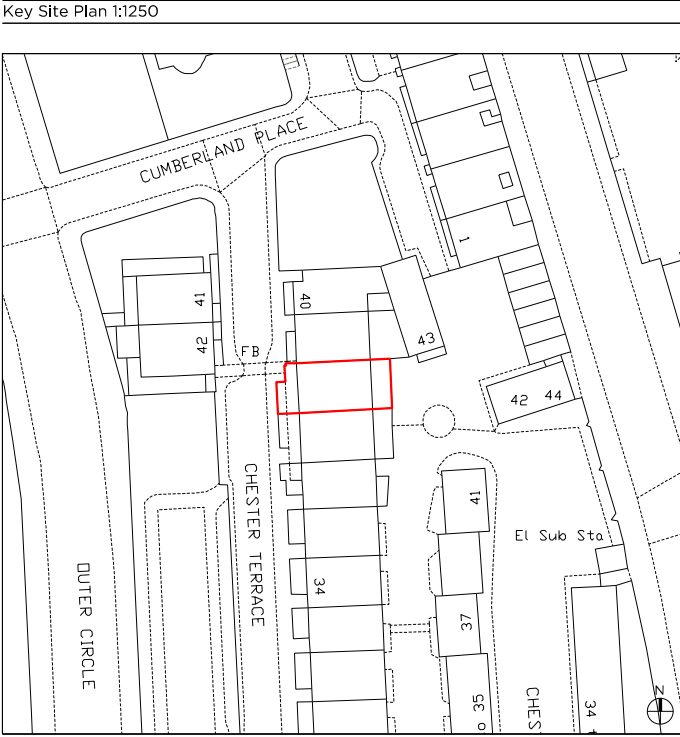 Key Site Plan 1:1250
CUMBERLAND PLACE
1
41
40
42
FB
43
42 44
41
El Sub Sta
CHESTER TERRACE
34
OUTER CIRCLE
37
35
CHES
34
N